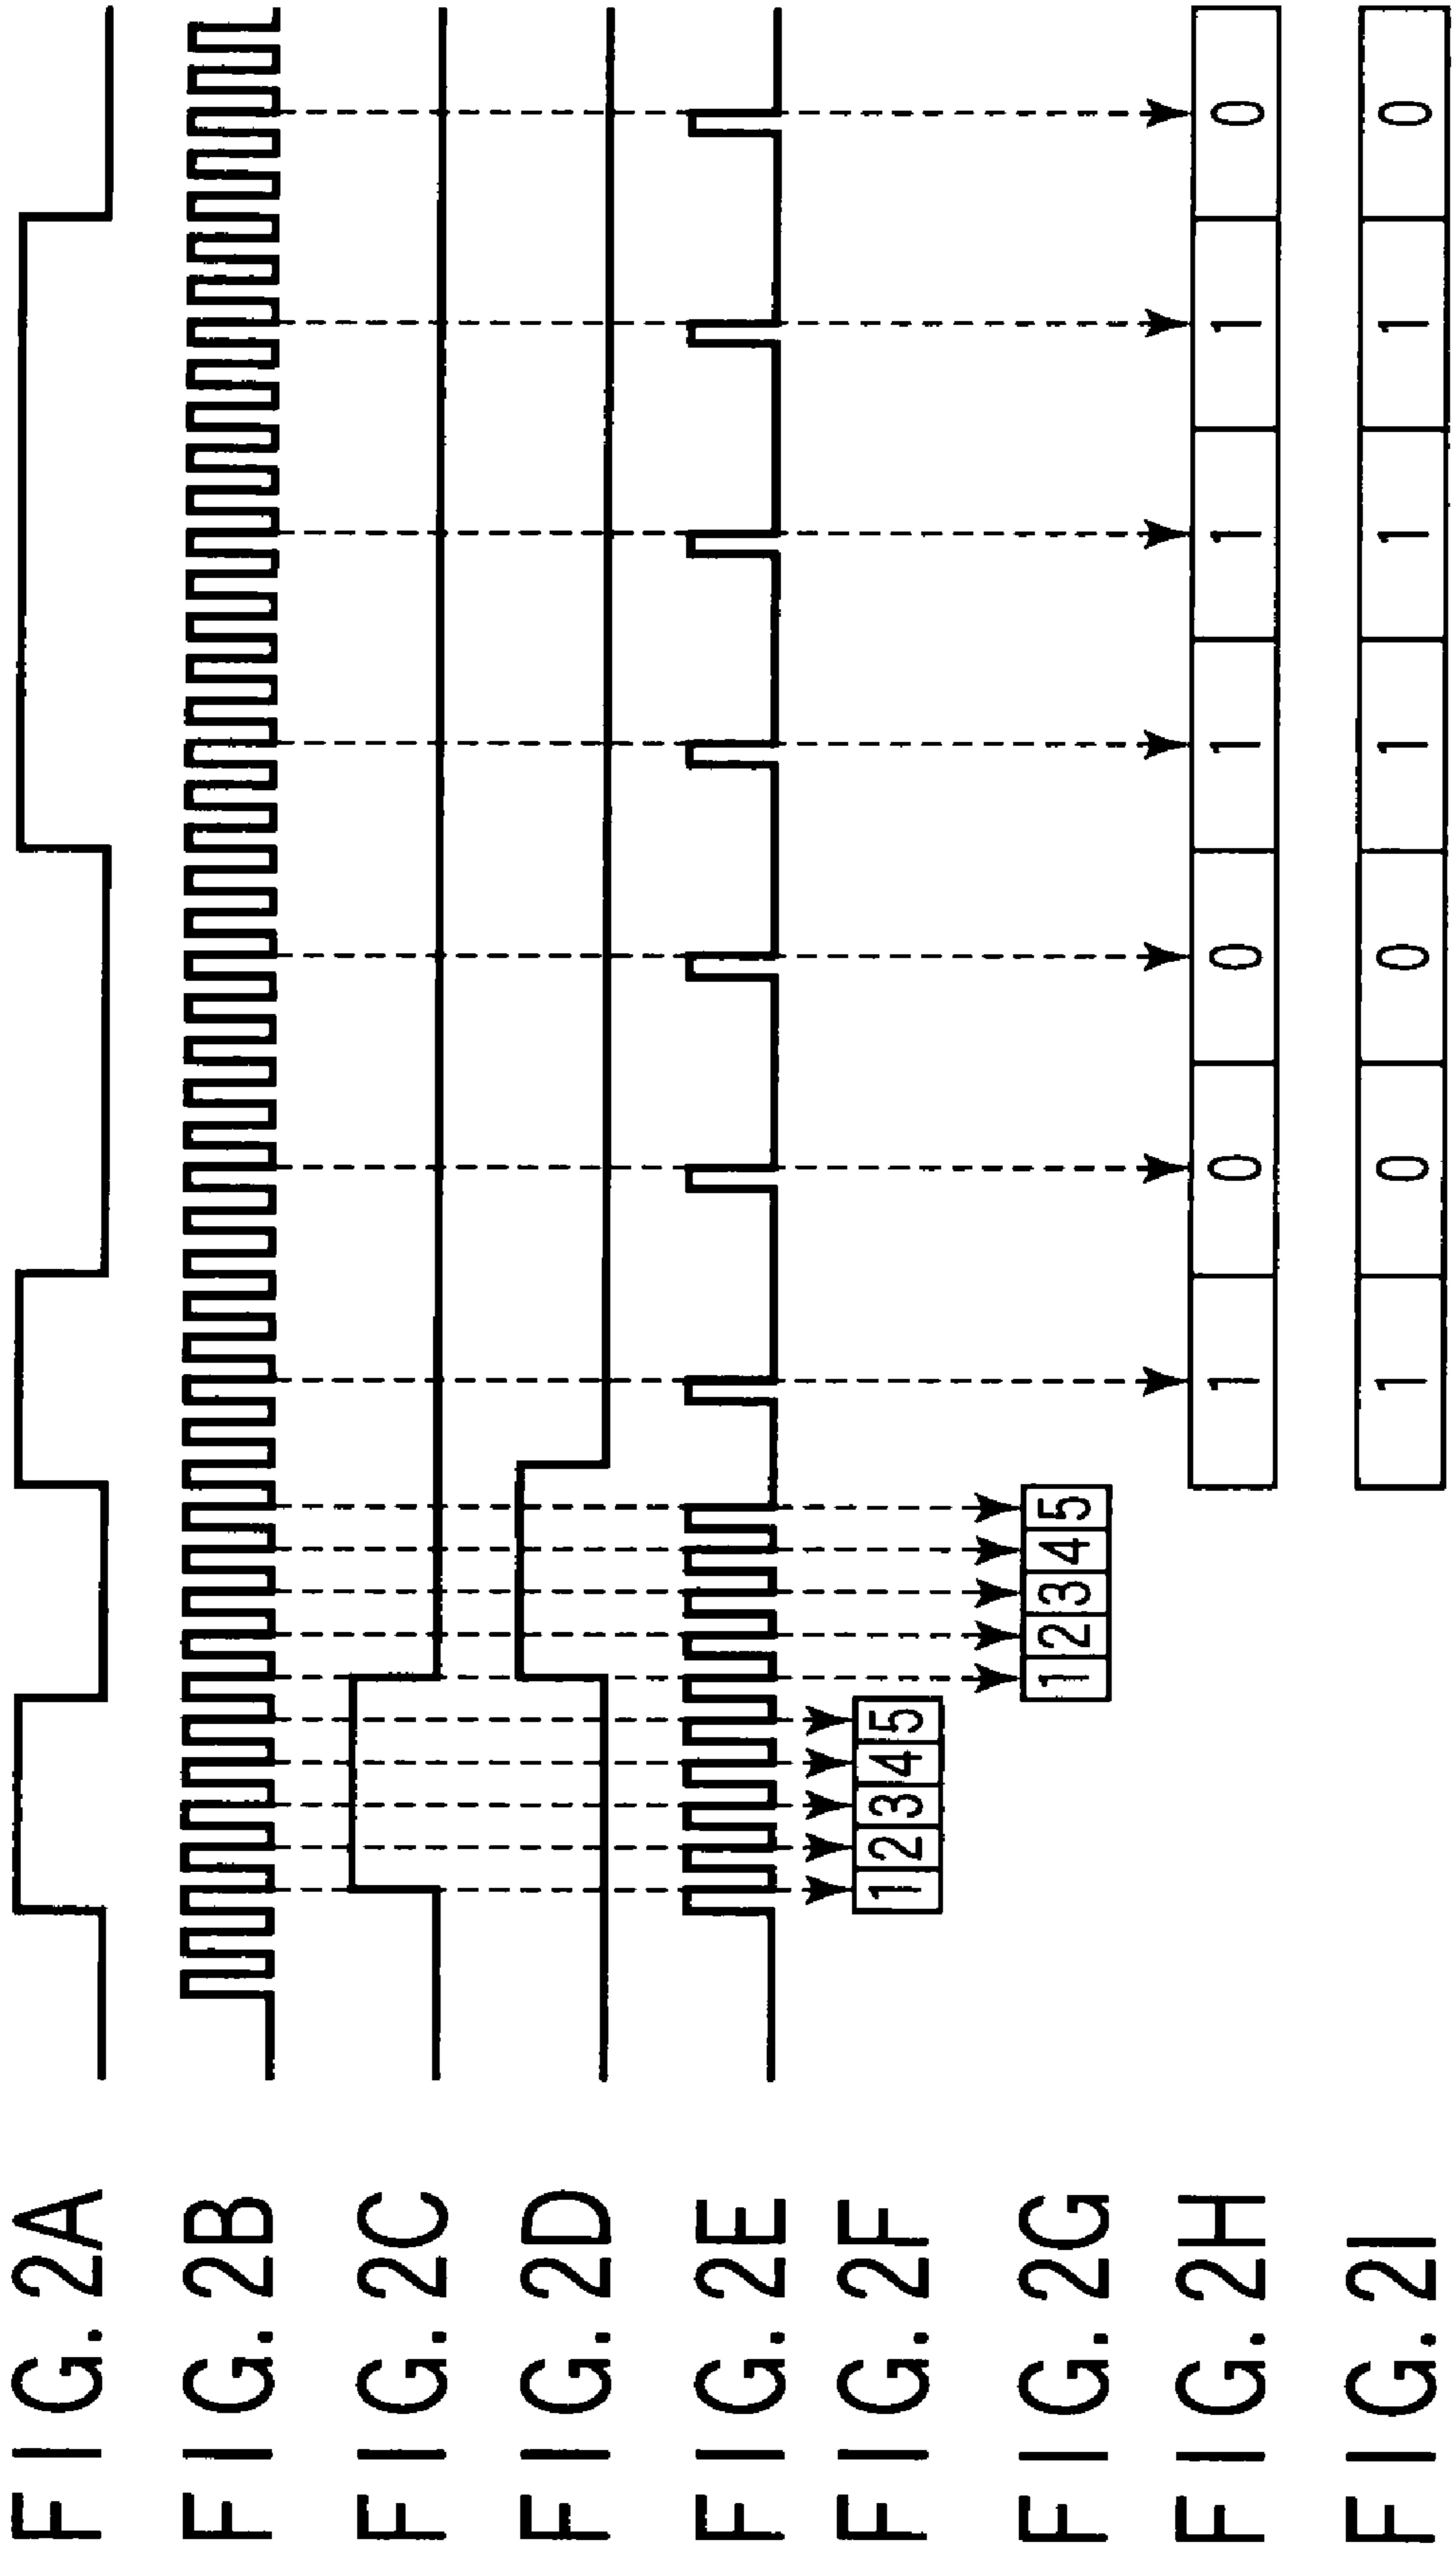 FIG. 2A
FIG. 2B
FIG. 2C
FIG. 2D
FIG. 2E
FIG. 2F 1 2 3 4 5
FIG. 2G 1 2 3 4 5
FIG. 2H 1 0 0 1 1 1 0
FIG. 2I 1 0 0 1 1 1 0